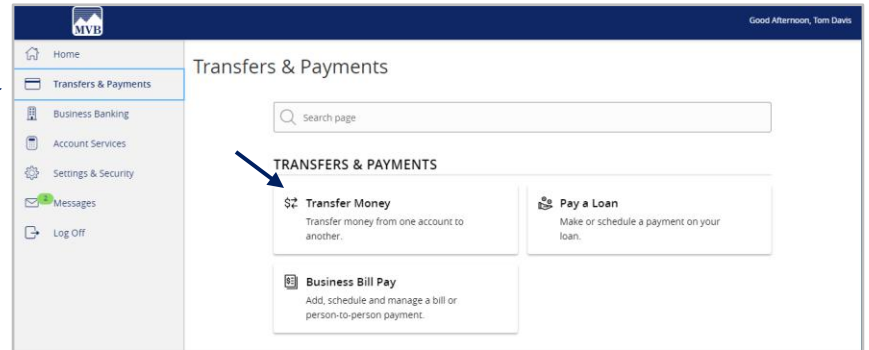 MVB
Good Afternoon, Tom Davis
Home
Transfers & Payments
Business Banking
Account Services
Settings & Security
2
Messages
Log Off
Transfers & Payments
Search page
TRANSFERS & PAYMENTS
Transfer Money
Transfer money from one account to
another.
Pay a Loan
Make or schedule a payment on your
loan.
Business Bill Pay
Add, schedule and manage a bill or
person-to-person payment.